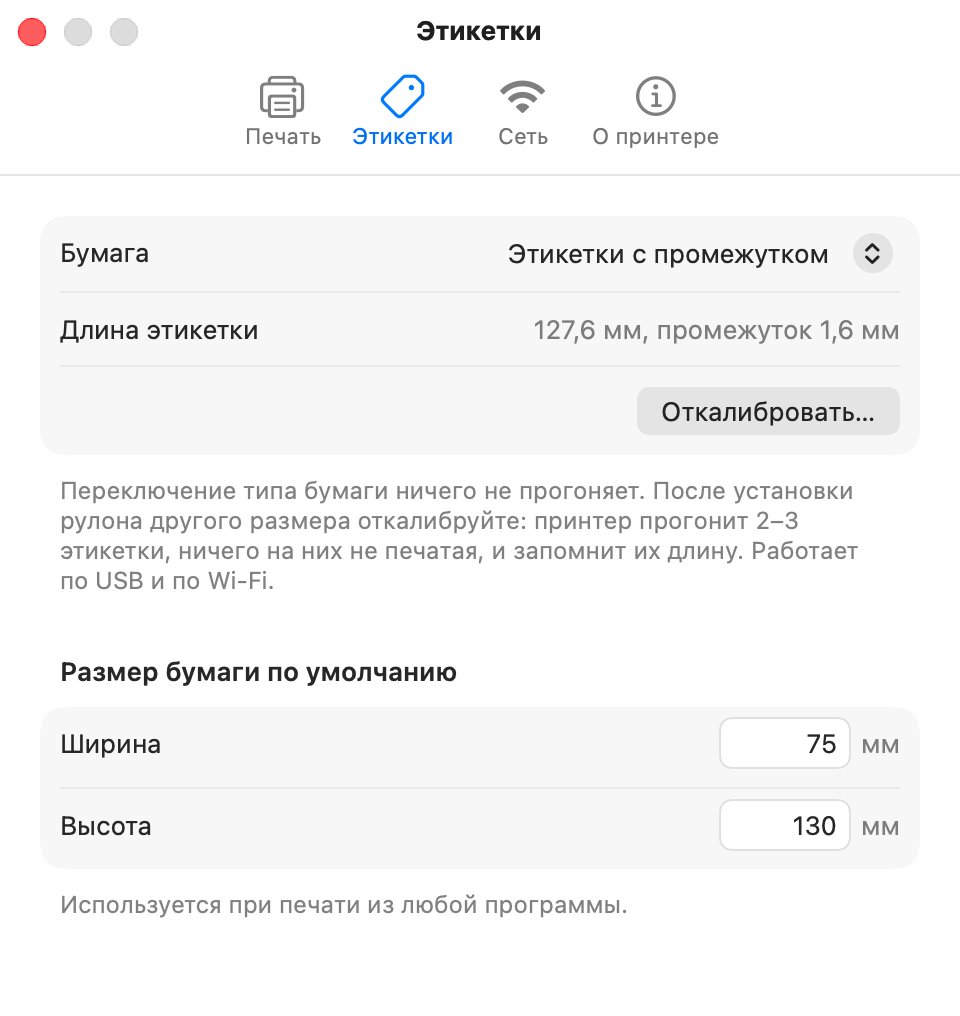 Этикетки
Печать
Этикетки
Сеть
О принтере
Бумага
Этикетки с промежутком
Длина этикетки
127,6 мм, промежуток 1,6 мм
Откалибровать...
Переключение типа бумаги ничего не прогоняет. После установки
рулона другого размера откалибруйте: принтер прогонит 2–3
этикетки, ничего на них не печатая, и запомнит их длину. Работает
по USB и по Wi-Fi.
Размер бумаги по умолчанию
Ширина
75 мм
Высота
130 мм
Используется при печати из любой программы.